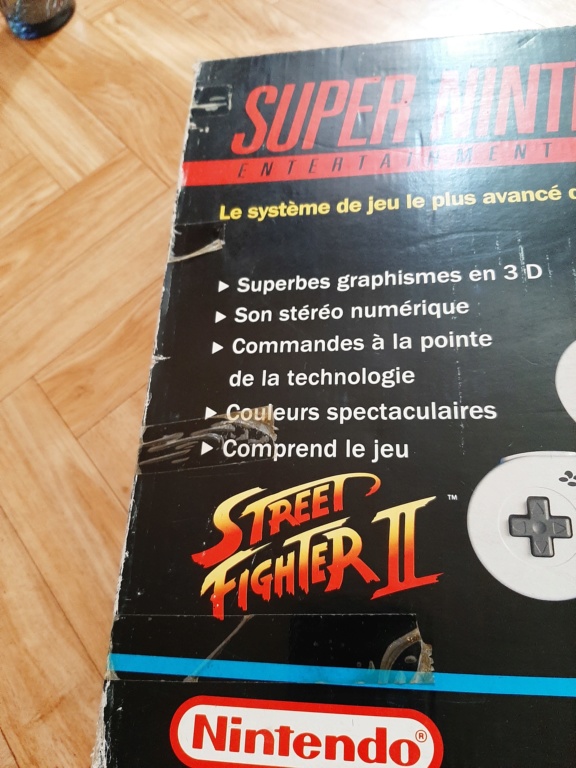 SUPER NINT
ENTERTAINMENT
Le système de jeu le plus avancé d
▶ Superbes graphismes en 3 D
▶ Son stéréo numérique
▶ Commandes à la pointe
de la technologie
▶ Couleurs spectaculaires
▶ Comprend le jeu
STREET
FIGHTER II ™
Nintendo®